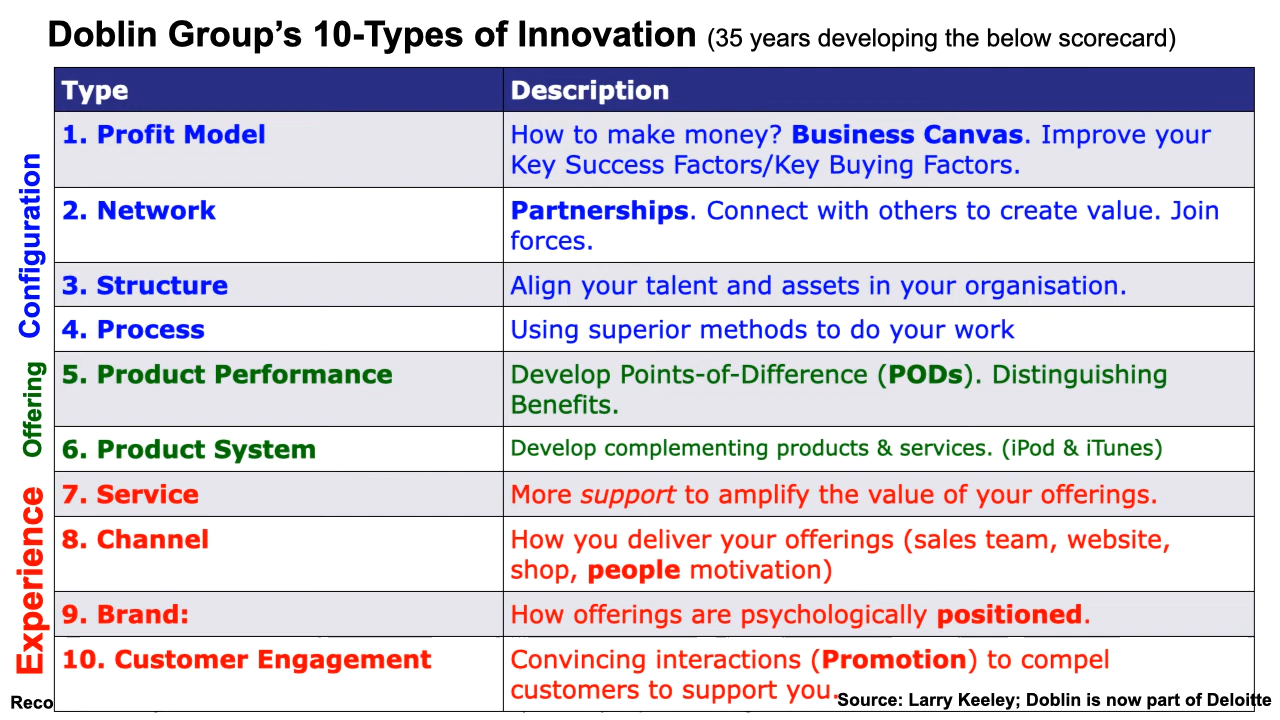 Doblin Group’s 10-Types of Innovation (35 years developing the below scorecard)
Type Description
Configuration
1. Profit Model How to make money? Business Canvas. Improve your
Key Success Factors/Key Buying Factors.
2. Network Partnerships. Connect with others to create value. Join
forces.
3. Structure Align your talent and assets in your organisation.
4. Process Using superior methods to do your work
Offering
5. Product Performance Develop Points-of-Difference (PODs). Distinguishing
Benefits.
6. Product System Develop complementing products & services. (iPod & iTunes)
Experience
7. Service More support to amplify the value of your offerings.
8. Channel How you deliver your offerings (sales team, website,
shop, people motivation)
9. Brand: How offerings are psychologically positioned.
10. Customer Engagement Convincing interactions (Promotion) to compel
customers to support you.
Reco
Source: Larry Keeley; Doblin is now part of Deloitte